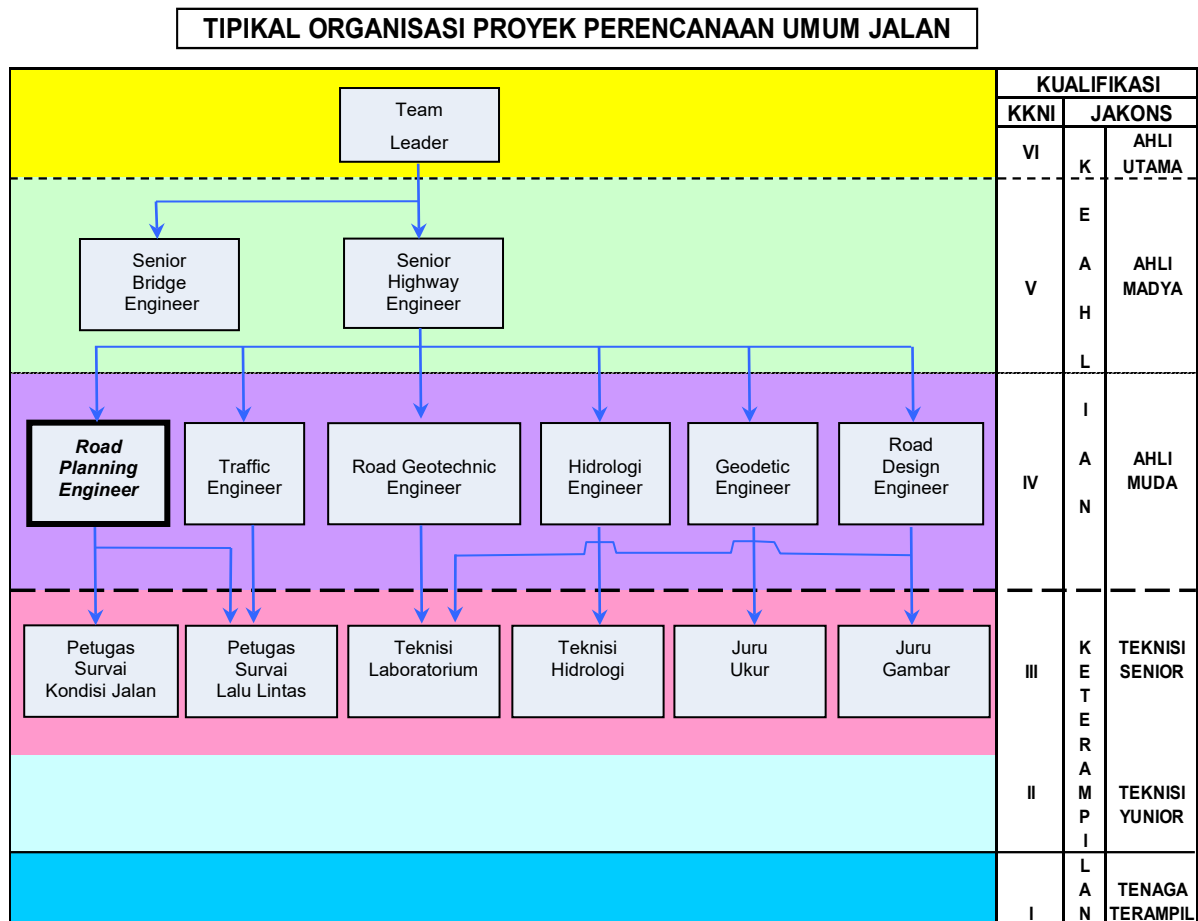 TIPIKAL ORGANISASI PROYEK PERENCANAAN UMUM JALAN
KUALIFIKASI
KKNI
JAKONS
Team
Leader
VI
AHLI
UTAMA
Senior
Bridge
Engineer
Senior
Highway
Engineer
V
AHLI
MADYA
K
E
A
H
L
I
A
N
Road
Planning
Engineer
Traffic
Engineer
Road Geotechnic
Engineer
Hidrologi
Engineer
Geodetic
Engineer
Road
Design
Engineer
IV
AHLI
MUDA
Petugas
Survai
Kondisi Jalan
Petugas
Survai
Lalu Lintas
Teknisi
Laboratorium
Teknisi
Hidrologi
Juru
Ukur
Juru
Gambar
III
TEKNISI
SENIOR
K
E
T
E
R
A
M
P
I
L
A
N
II
TEKNISI
YUNIOR
I
TENAGA
TERAMPIL